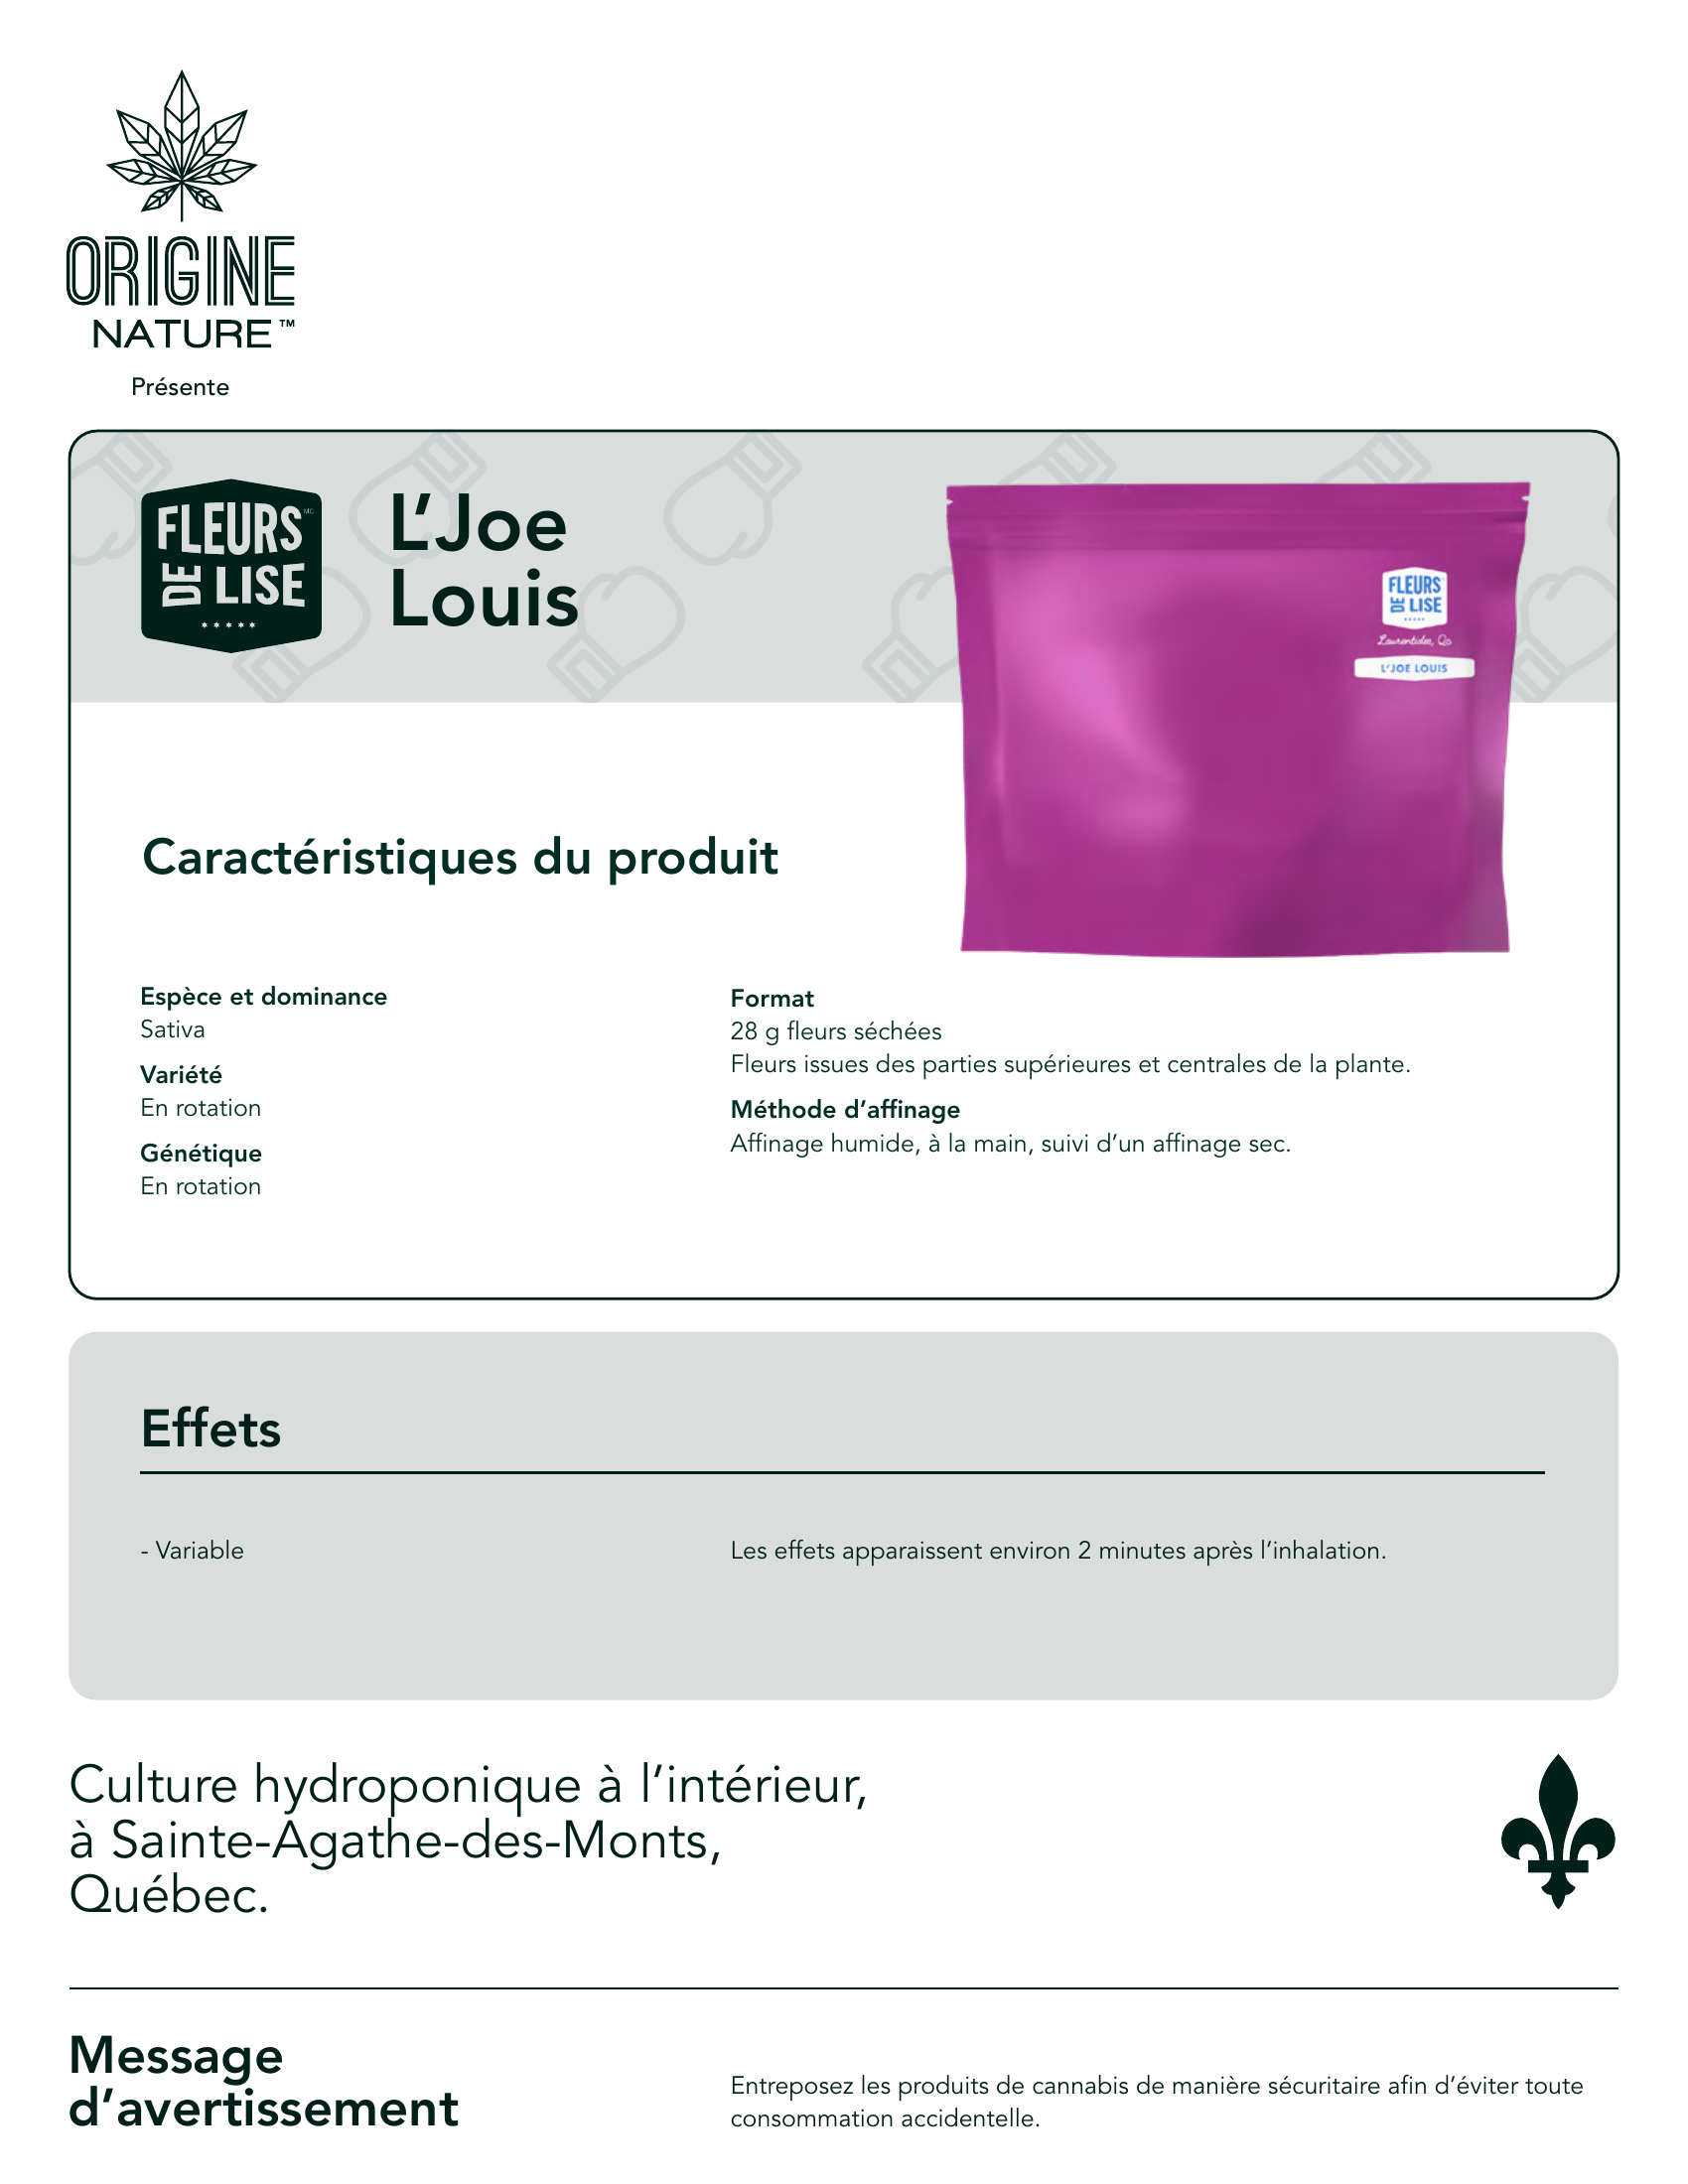 ORIGINE
NATURE™
Présente
FLEURS MC
DE LISE
L'Joe
Louis
FLEURS
DE LISE
Laurentides, Qc
L'JOE LOUIS
Caractéristiques du produit
Espèce et dominance
Sativa
Variété
En rotation
Génétique
En rotation
Format
28 g fleurs séchées
Fleurs issues des parties supérieures et centrales de la plante.
Méthode d'affinage
Affinage humide, à la main, suivi d'un affinage sec.
Effets
- Variable
Les effets apparaissent environ 2 minutes après l'inhalation.
Culture hydroponique à l'intérieur,
à Sainte-Agathe-des-Monts,
Québec.
Message
d'avertissement
Entreposez les produits de cannabis de manière sécuritaire afin d'éviter toute
consommation accidentelle.